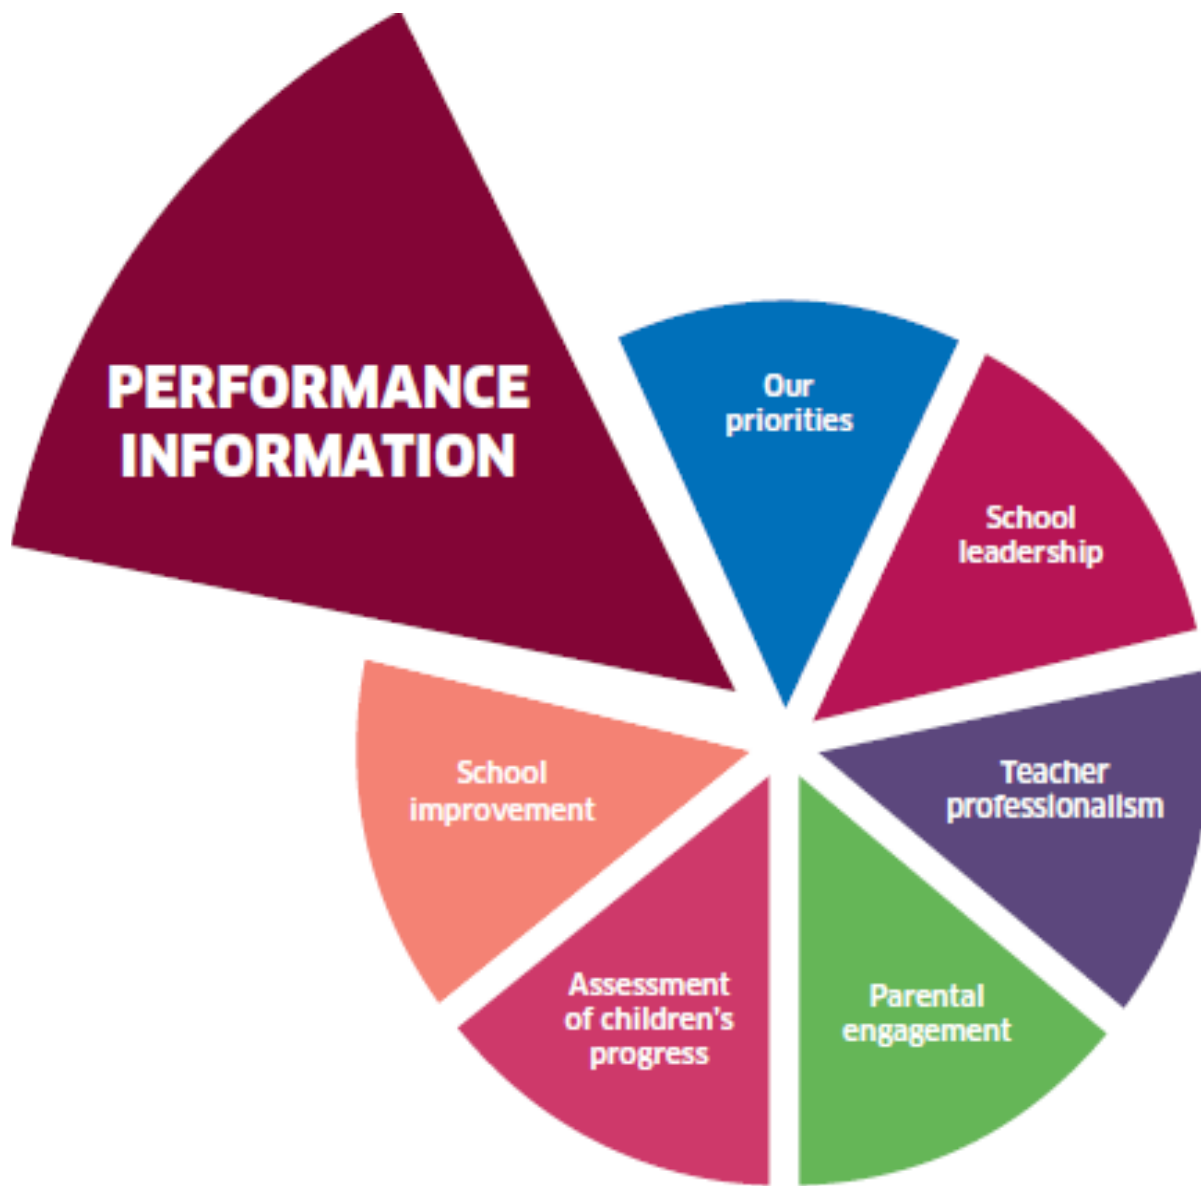 PERFORMANCE
INFORMATION
Our
priorities
School
leadership
Teacher
professionalism
Parental
engagement
Assessment
of children's
progress
School
improvement